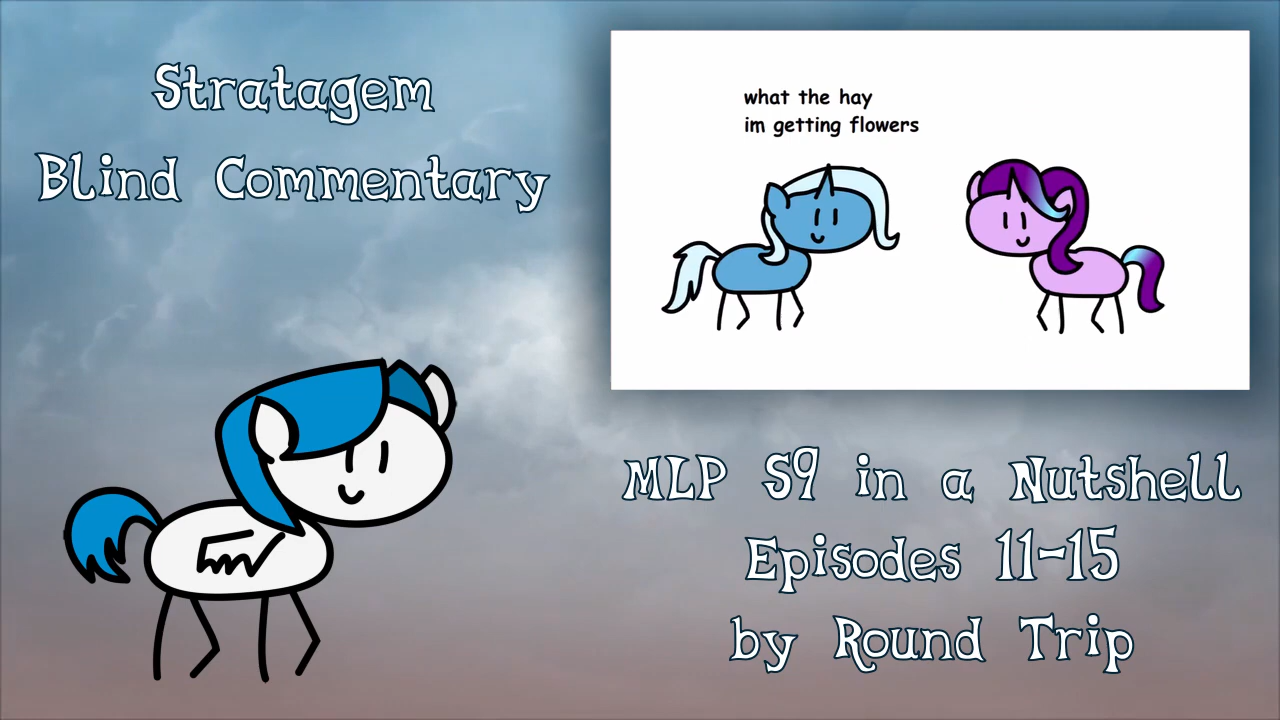 Stratagem
Blind Commentary
what the hay
im getting flowers
MLP S9 in a Nutshell
Episodes 11-15
by Round Trip